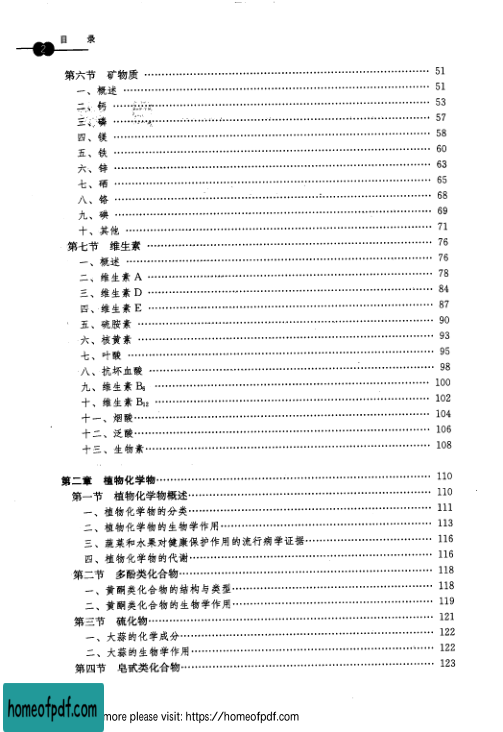 2 目 录
第六节 矿物质 …… 51
一、概述 …… 51
二、钙 …… 53
三、磷 …… 57
四、镁 …… 58
五、铁 …… 60
六、锌 …… 63
七、硒 …… 65
八、铬 …… 68
九、碘 …… 69
十、其他 …… 71
第七节 维生素 …… 76
一、概述 …… 76
二、维生素 A …… 78
三、维生素 D …… 84
四、维生素 E …… 87
五、硫胺素 …… 90
六、核黄素 …… 93
七、叶酸 …… 95
八、抗坏血酸 …… 98
九、维生素 B₆ …… 100
十、维生素 B₁₂ …… 102
十一、烟酸 …… 104
十二、泛酸 …… 106
十三、生物素 …… 108
第二章 植物化学物 …… 110
第一节 植物化学物概述 …… 110
一、植物化学物的分类 …… 111
二、植物化学物的生物学作用 …… 113
三、蔬菜和水果对健康保护作用的流行病学证据 …… 116
四、植物化学物的代谢 …… 116
第二节 多酚类化合物 …… 118
一、黄酮类化合物的结构与类型 …… 118
二、黄酮类化合物的生物学作用 …… 119
第三节 硫化物 …… 121
一、大蒜的化学成分 …… 122
二、大蒜的生物学作用 …… 122
第四节 皂甙类化合物 …… 123
homeofpdf.com more please visit: https://homeofpdf.com